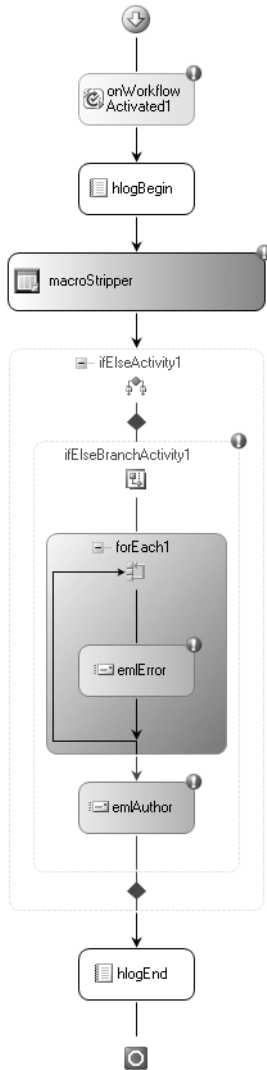 onWorkflow
Activated1
hlogBegin
macroStripper
ifElseActivity1
ifElseBranchActivity1
forEach1
emlError
emlAuthor
hlogEnd